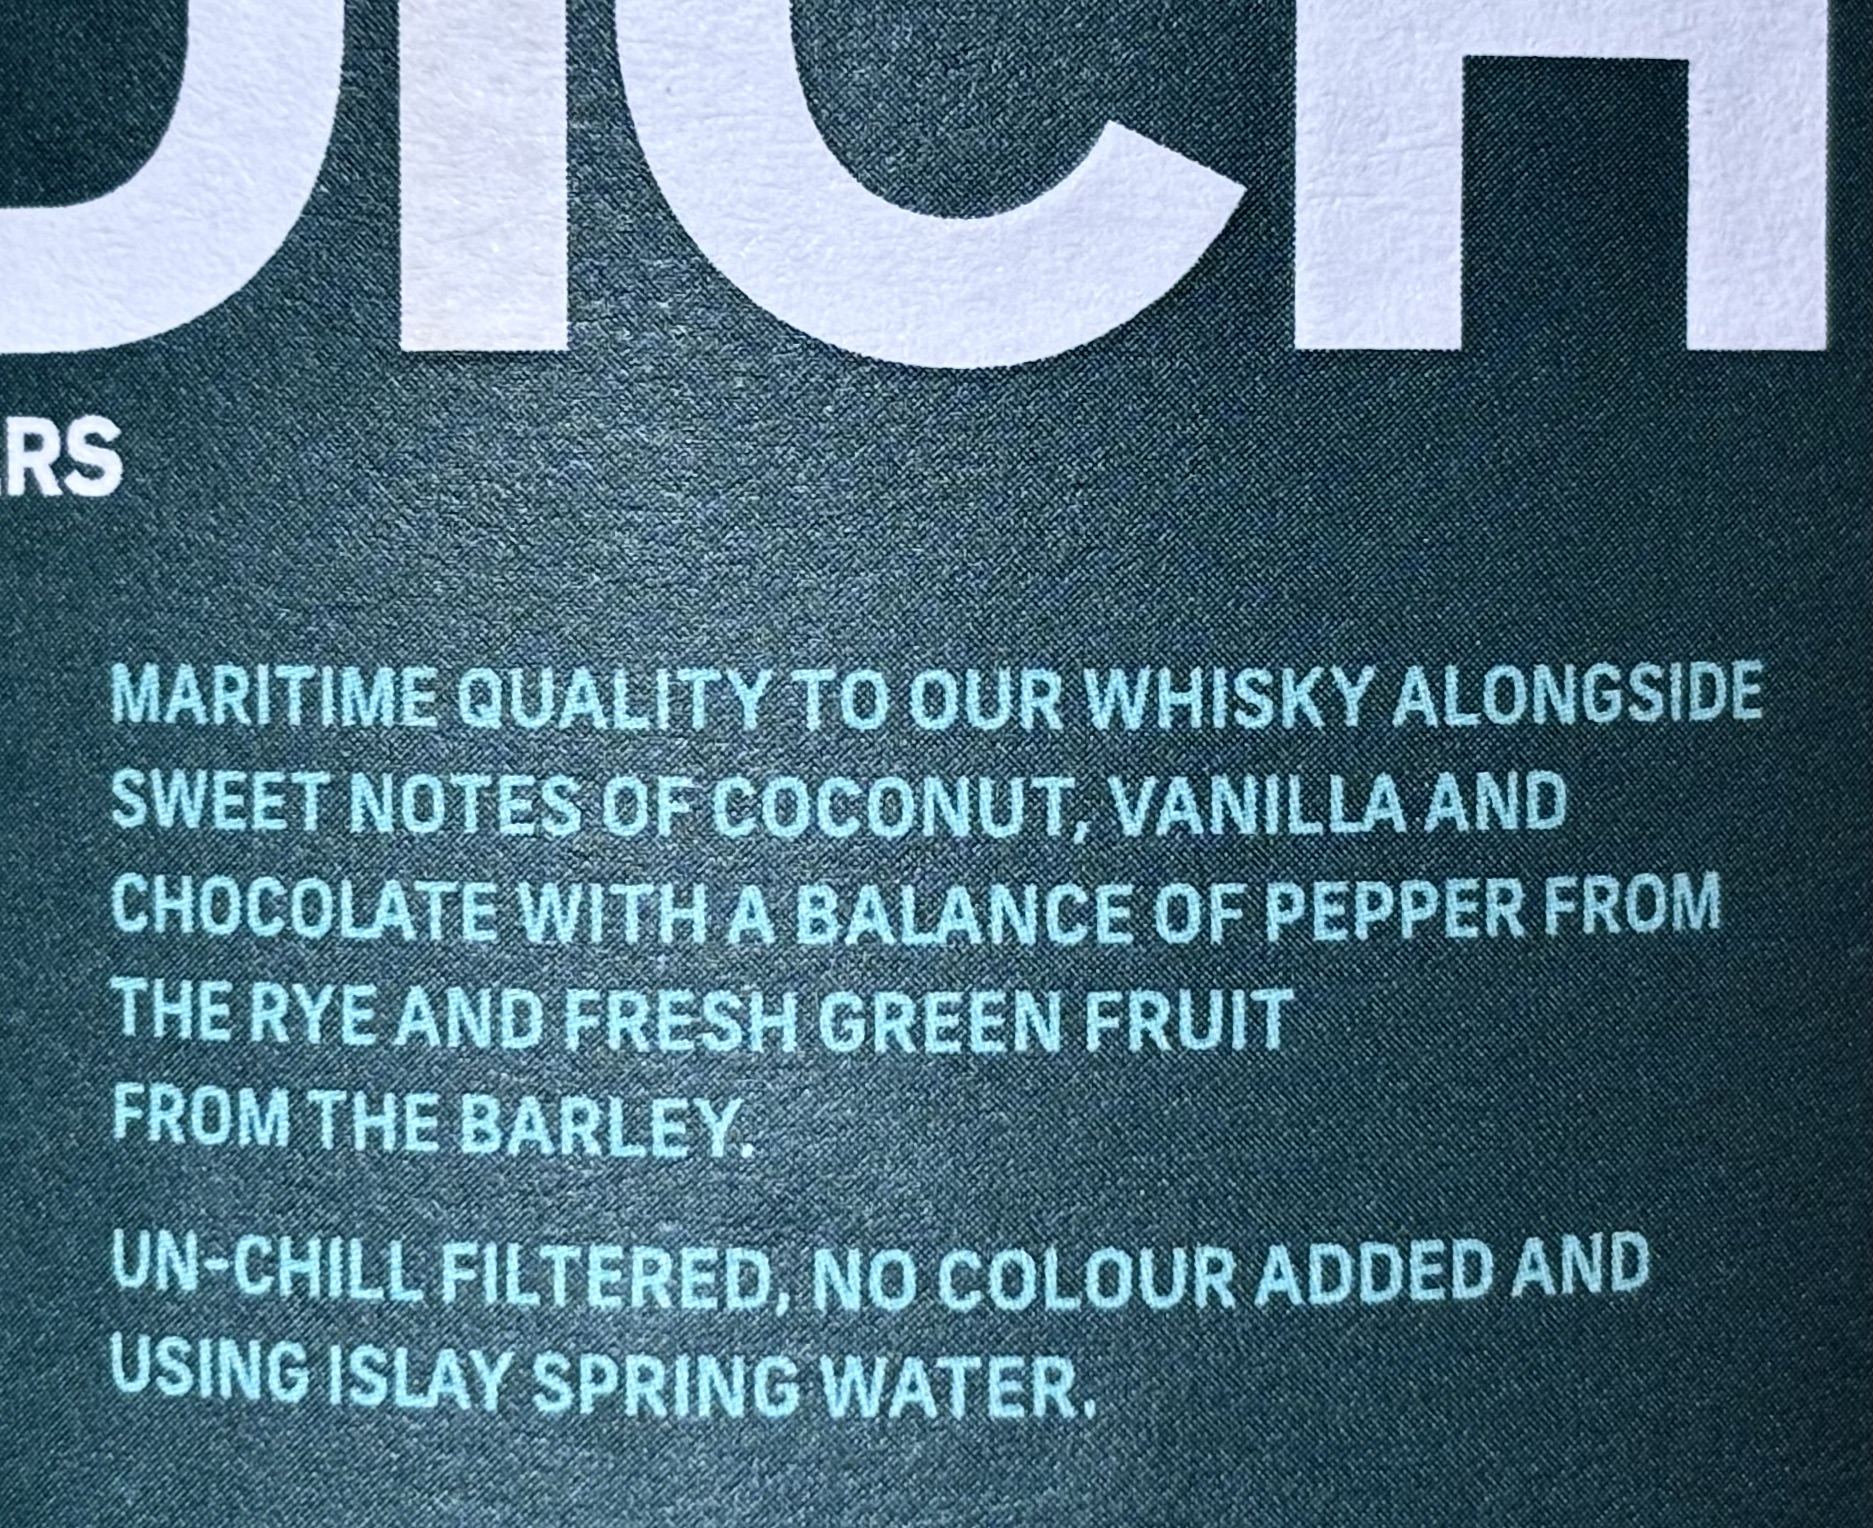 DICH
ARS
MARITIME QUALITY TO OUR WHISKY ALONGSIDE
SWEET NOTES OF COCONUT, VANILLA AND
CHOCOLATE WITH A BALANCE OF PEPPER FROM
THE RYE AND FRESH GREEN FRUIT
FROM THE BARLEY.
UN-CHILL FILTERED, NO COLOUR ADDED AND
USING ISLAY SPRING WATER.